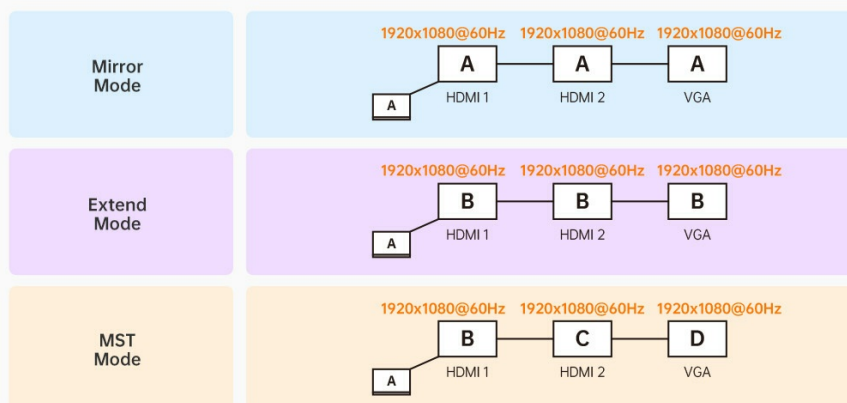 1920x1080@60Hz 1920x1080@60Hz 1920x1080@60Hz
Mirror
Mode
A A A
A
HDMI 1 HDMI 2 VGA
1920x1080@60Hz 1920x1080@60Hz 1920x1080@60Hz
Extend
Mode
B B B
A
HDMI 1 HDMI 2 VGA
1920x1080@60Hz 1920x1080@60Hz 1920x1080@60Hz
MST
Mode
B C D
A
HDMI 1 HDMI 2 VGA